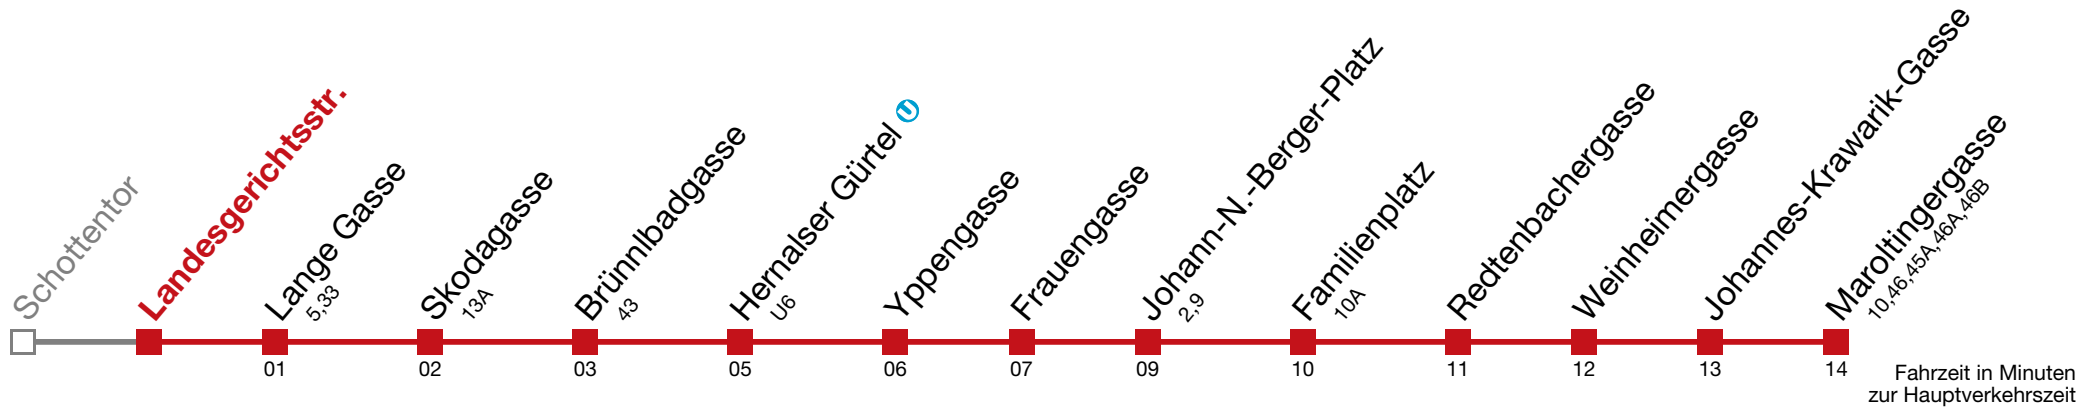 Schottentor
Landesgerichtsstr.
Lange Gasse
5,33
Skodagasse
13A
Brünnlbadgasse
43
Hernalser Gürtel U
U6
Yppengasse
Frauengasse
Johann-N.-Berger-Platz
2,9
Familienplatz
10A
Redtenbachergasse
Weinheimergasse
Johannes-Krawarik-Gasse
Maroltingergasse
10,46,45A,46A,46B
01
02
03
05
06
07
09
10
11
12
13
14
Fahrzeit in Minuten
zur Hauptverkehrszeit